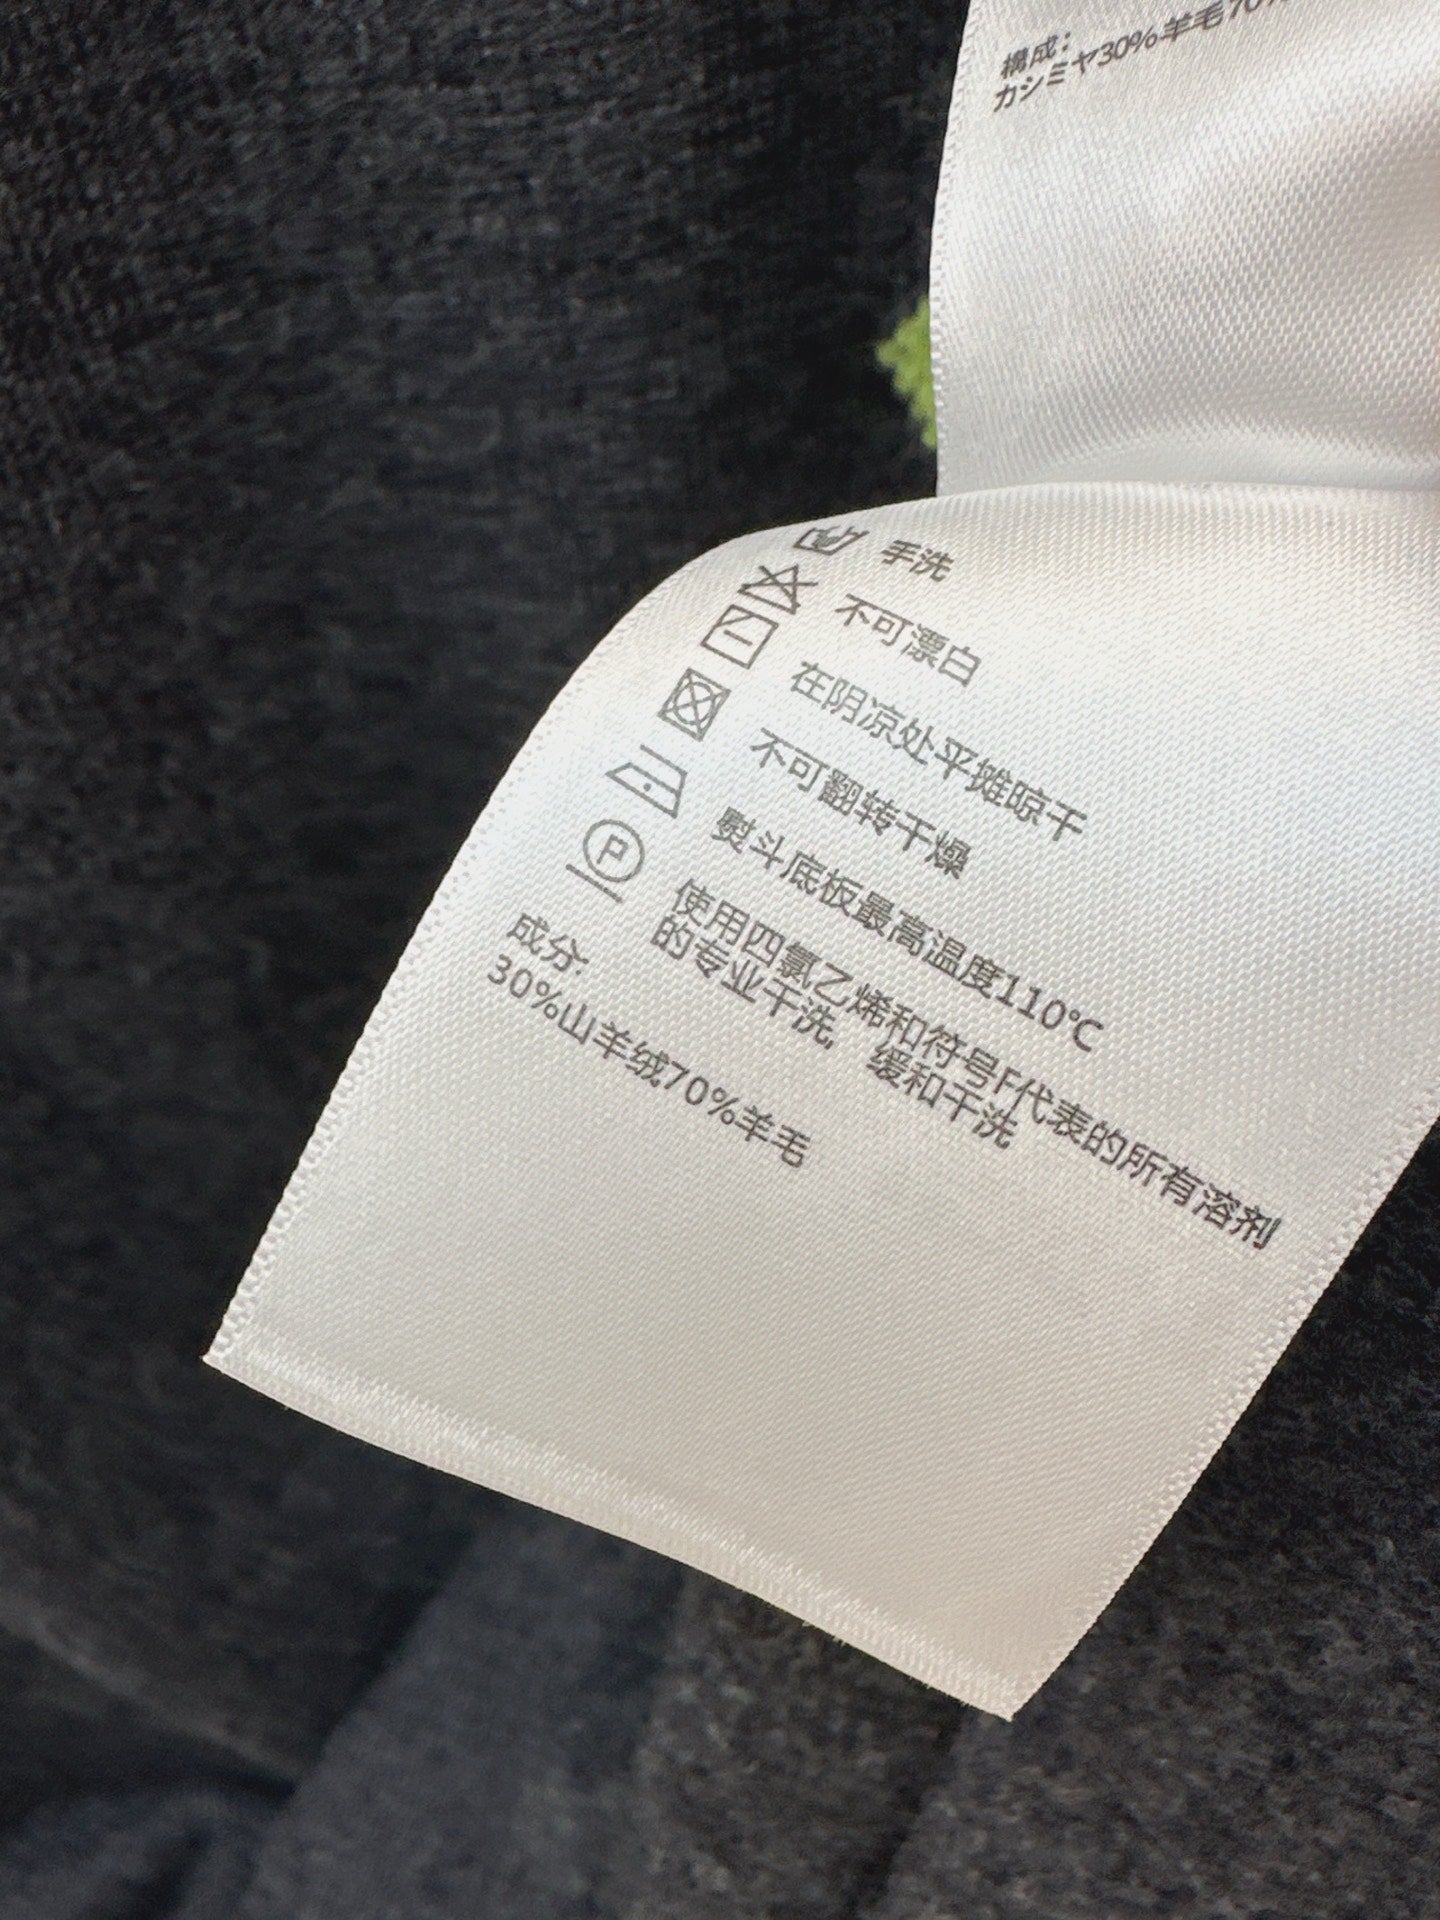 構成:
カシミヤ30%羊毛70%
手洗
不可漂白
在阴凉处平摊晾干
不可翻转干燥
熨斗底板最高温度110℃
P
使用四氯乙烯和符号F代表的所有溶剂
的专业干洗, 缓和干洗
成分:
30%山羊绒70%羊毛